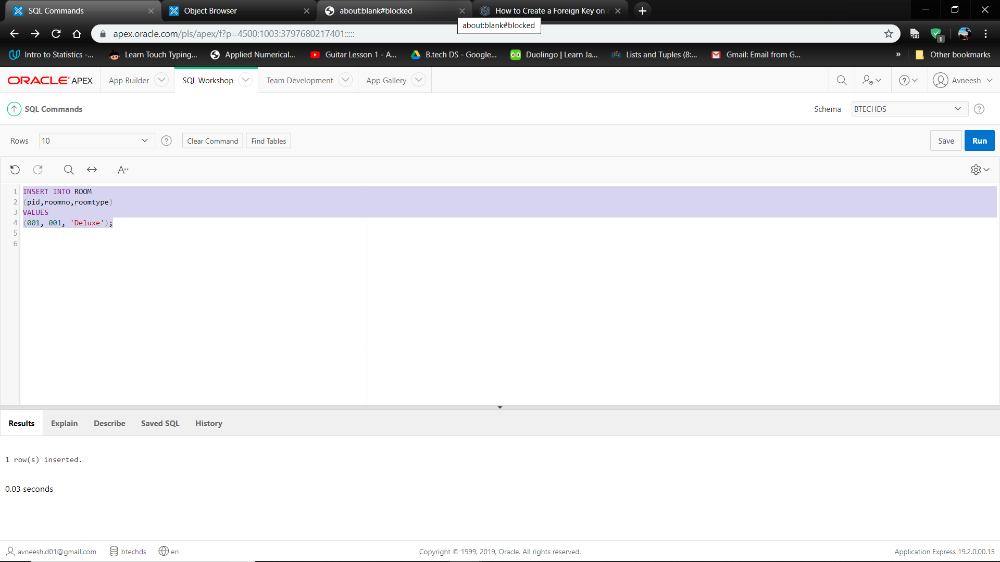 SQL Commands
Object Browser
about:blank#blocked
How to Create a Foreign Key on a
about:blank#blocked
apex.oracle.com/pls/apex/f?p=4500:1003:3797680217401:::::
OFF
1
Intro to Statistics -...
Learn Touch Typing...
Applied Numerical...
Guitar Lesson 1 - A...
B.tech DS - Google...
Duolingo | Learn Ja...
Lists and Tuples (8:...
Gmail: Email from G...
»
Other bookmarks
ORACLE APEX
App Builder
SQL Workshop
Team Development
App Gallery
Avneesh
SQL Commands
Schema
BTECHDS
Rows
10
Clear Command
Find Tables
Save
Run
A··
1 INSERT INTO ROOM
2 (pid,roomno,roomtype)
3 VALUES
4 (001, 001, 'Deluxe');
5
6
Results
Explain
Describe
Saved SQL
History
1 row(s) inserted.
0.03 seconds
avneesh.d01@gmail.com
btechds
en
Copyright © 1999, 2019, Oracle. All rights reserved.
Application Express 19.2.0.00.15